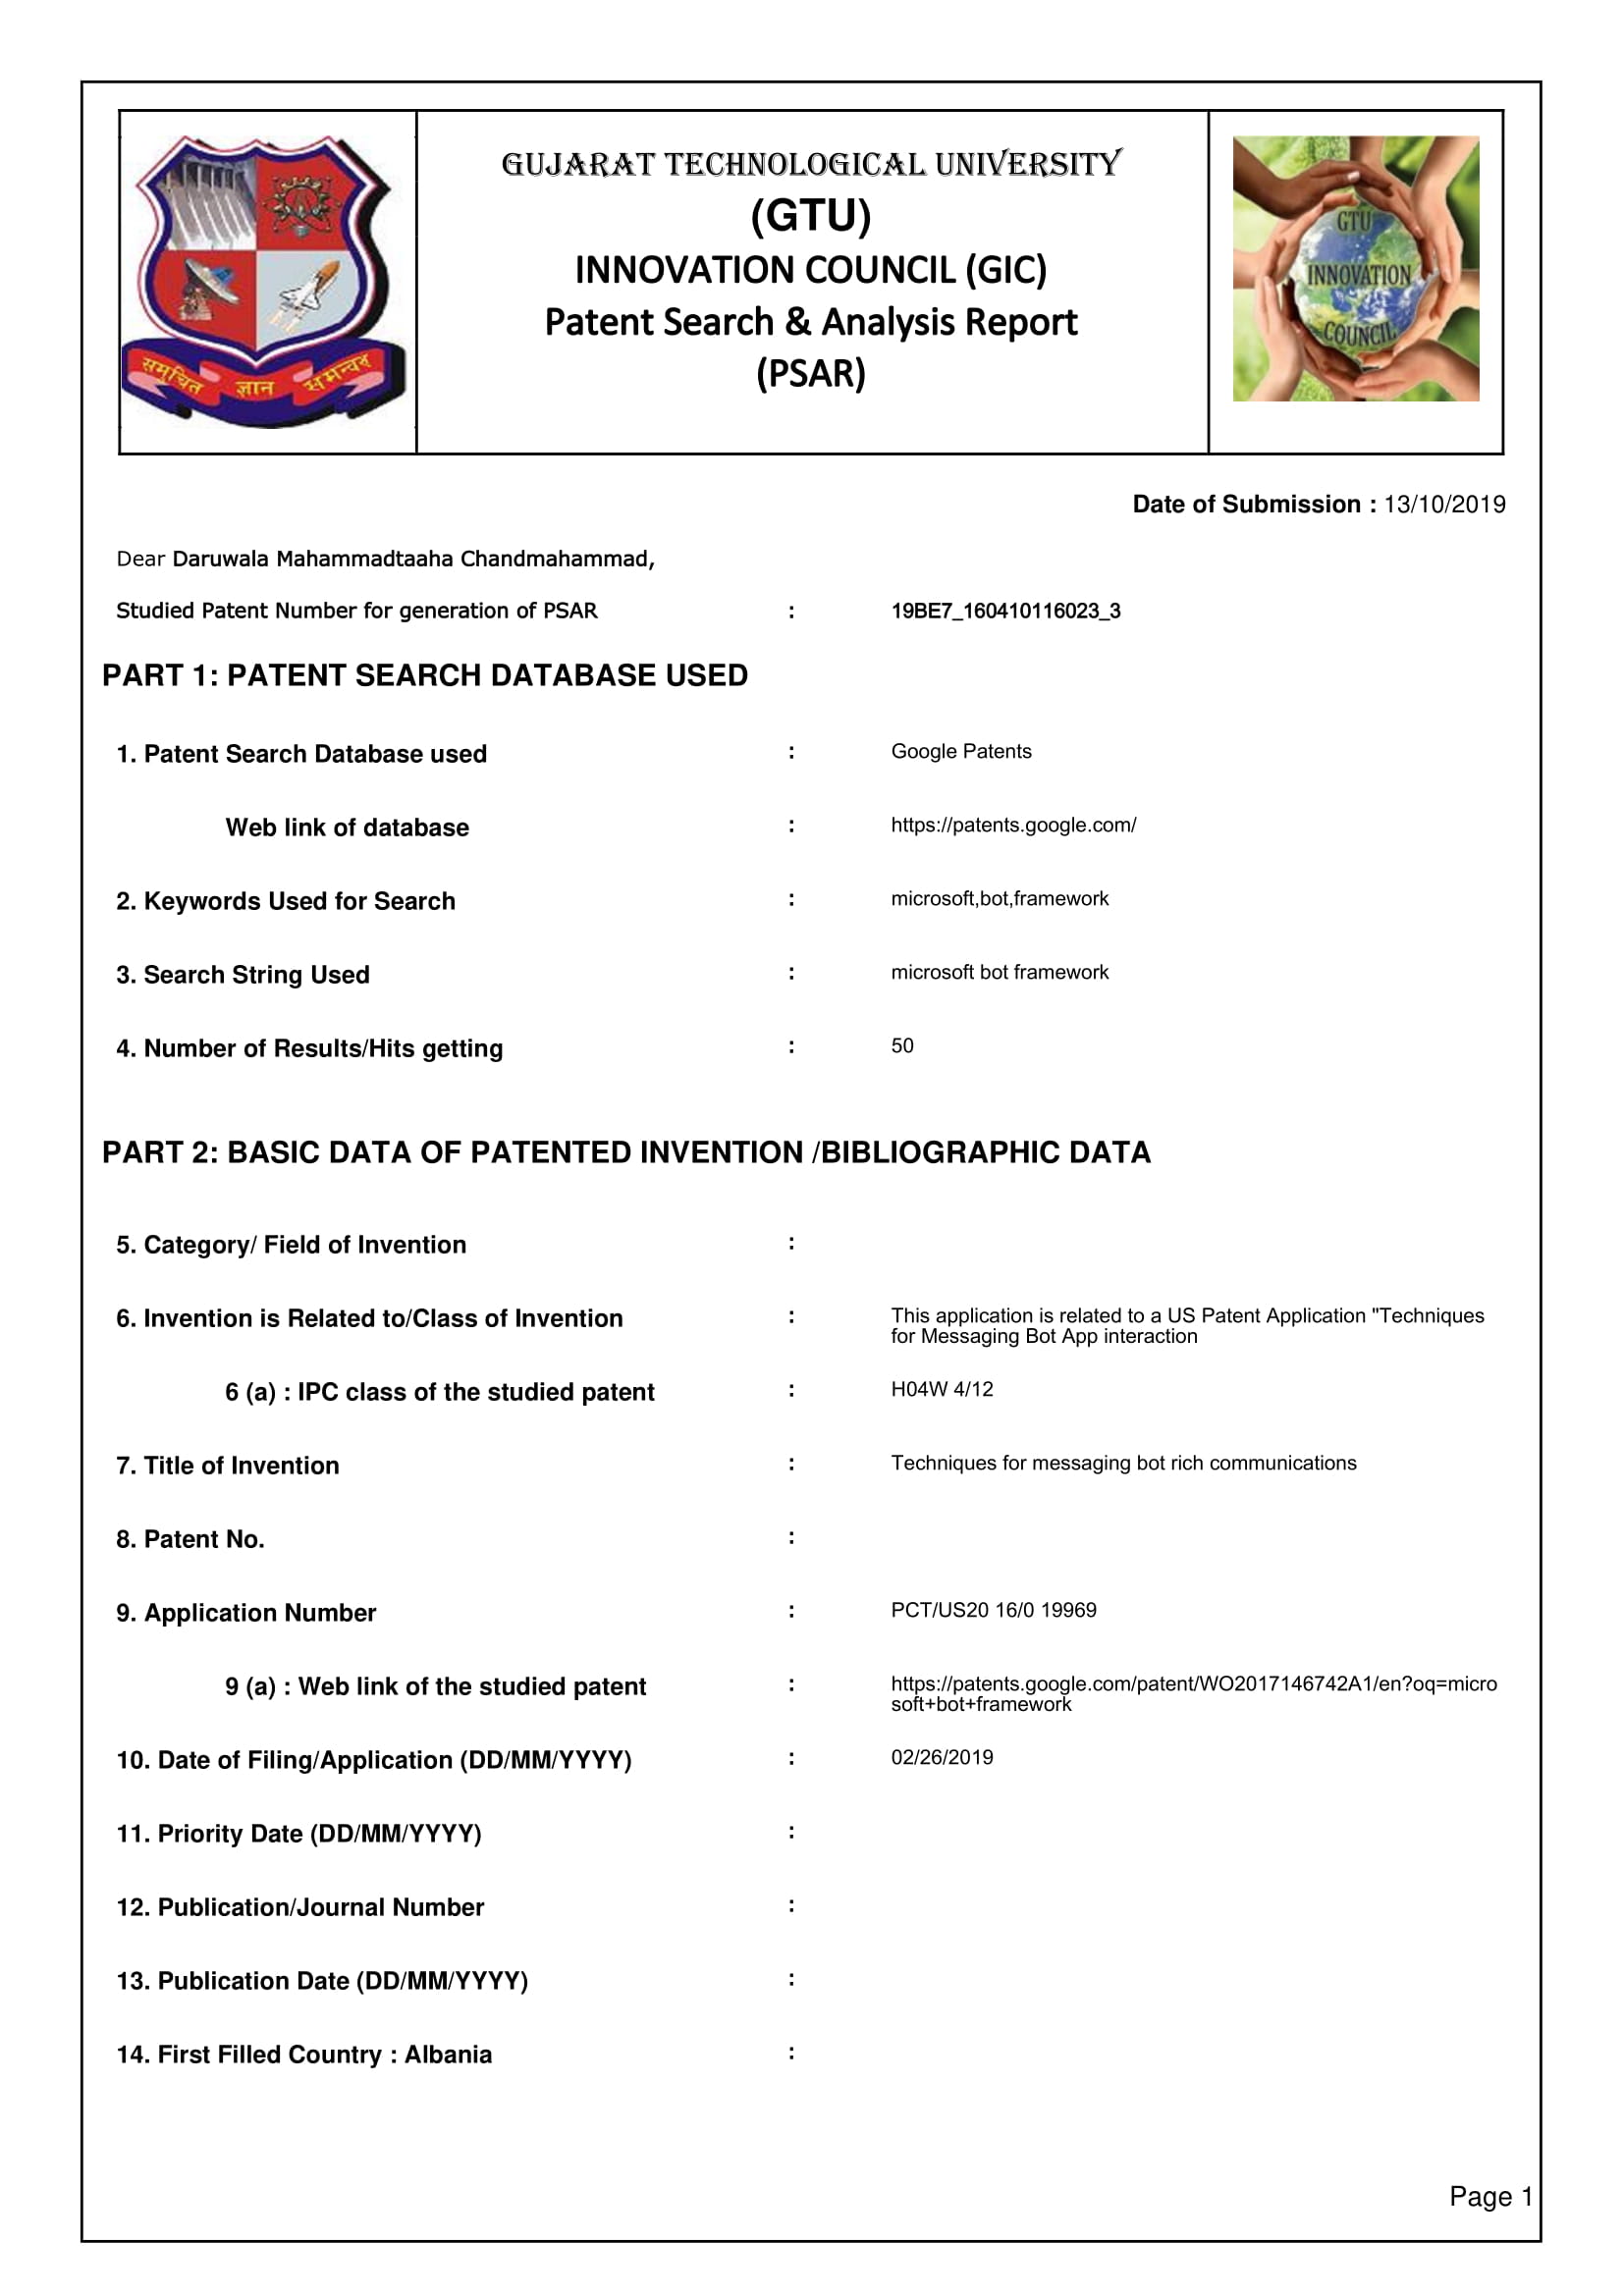 समुचित ज्ञान समन्वय
GUJARAT TECHNOLOGICAL UNIVERSITY
(GTU)
INNOVATION COUNCIL (GIC)
Patent Search & Analysis Report
(PSAR)
GTU
INNOVATION
COUNCIL
Date of Submission : 13/10/2019
Dear Daruwala Mahammadtaaha Chandmahammad,
Studied Patent Number for generation of PSAR : 19BE7_160410116023_3
PART 1: PATENT SEARCH DATABASE USED
1. Patent Search Database used : Google Patents
Web link of database : https://patents.google.com/
2. Keywords Used for Search : microsoft,bot,framework
3. Search String Used : microsoft bot framework
4. Number of Results/Hits getting : 50
PART 2: BASIC DATA OF PATENTED INVENTION /BIBLIOGRAPHIC DATA
5. Category/ Field of Invention :
6. Invention is Related to/Class of Invention : This application is related to a US Patent Application "Techniques
for Messaging Bot App interaction
6 (a) : IPC class of the studied patent : H04W 4/12
7. Title of Invention : Techniques for messaging bot rich communications
8. Patent No. :
9. Application Number : PCT/US20 16/0 19969
9 (a) : Web link of the studied patent : https://patents.google.com/patent/WO2017146742A1/en?oq=micro
soft+bot+framework
10. Date of Filing/Application (DD/MM/YYYY) : 02/26/2019
11. Priority Date (DD/MM/YYYY) :
12. Publication/Journal Number :
13. Publication Date (DD/MM/YYYY) :
14. First Filled Country : Albania :
Page 1